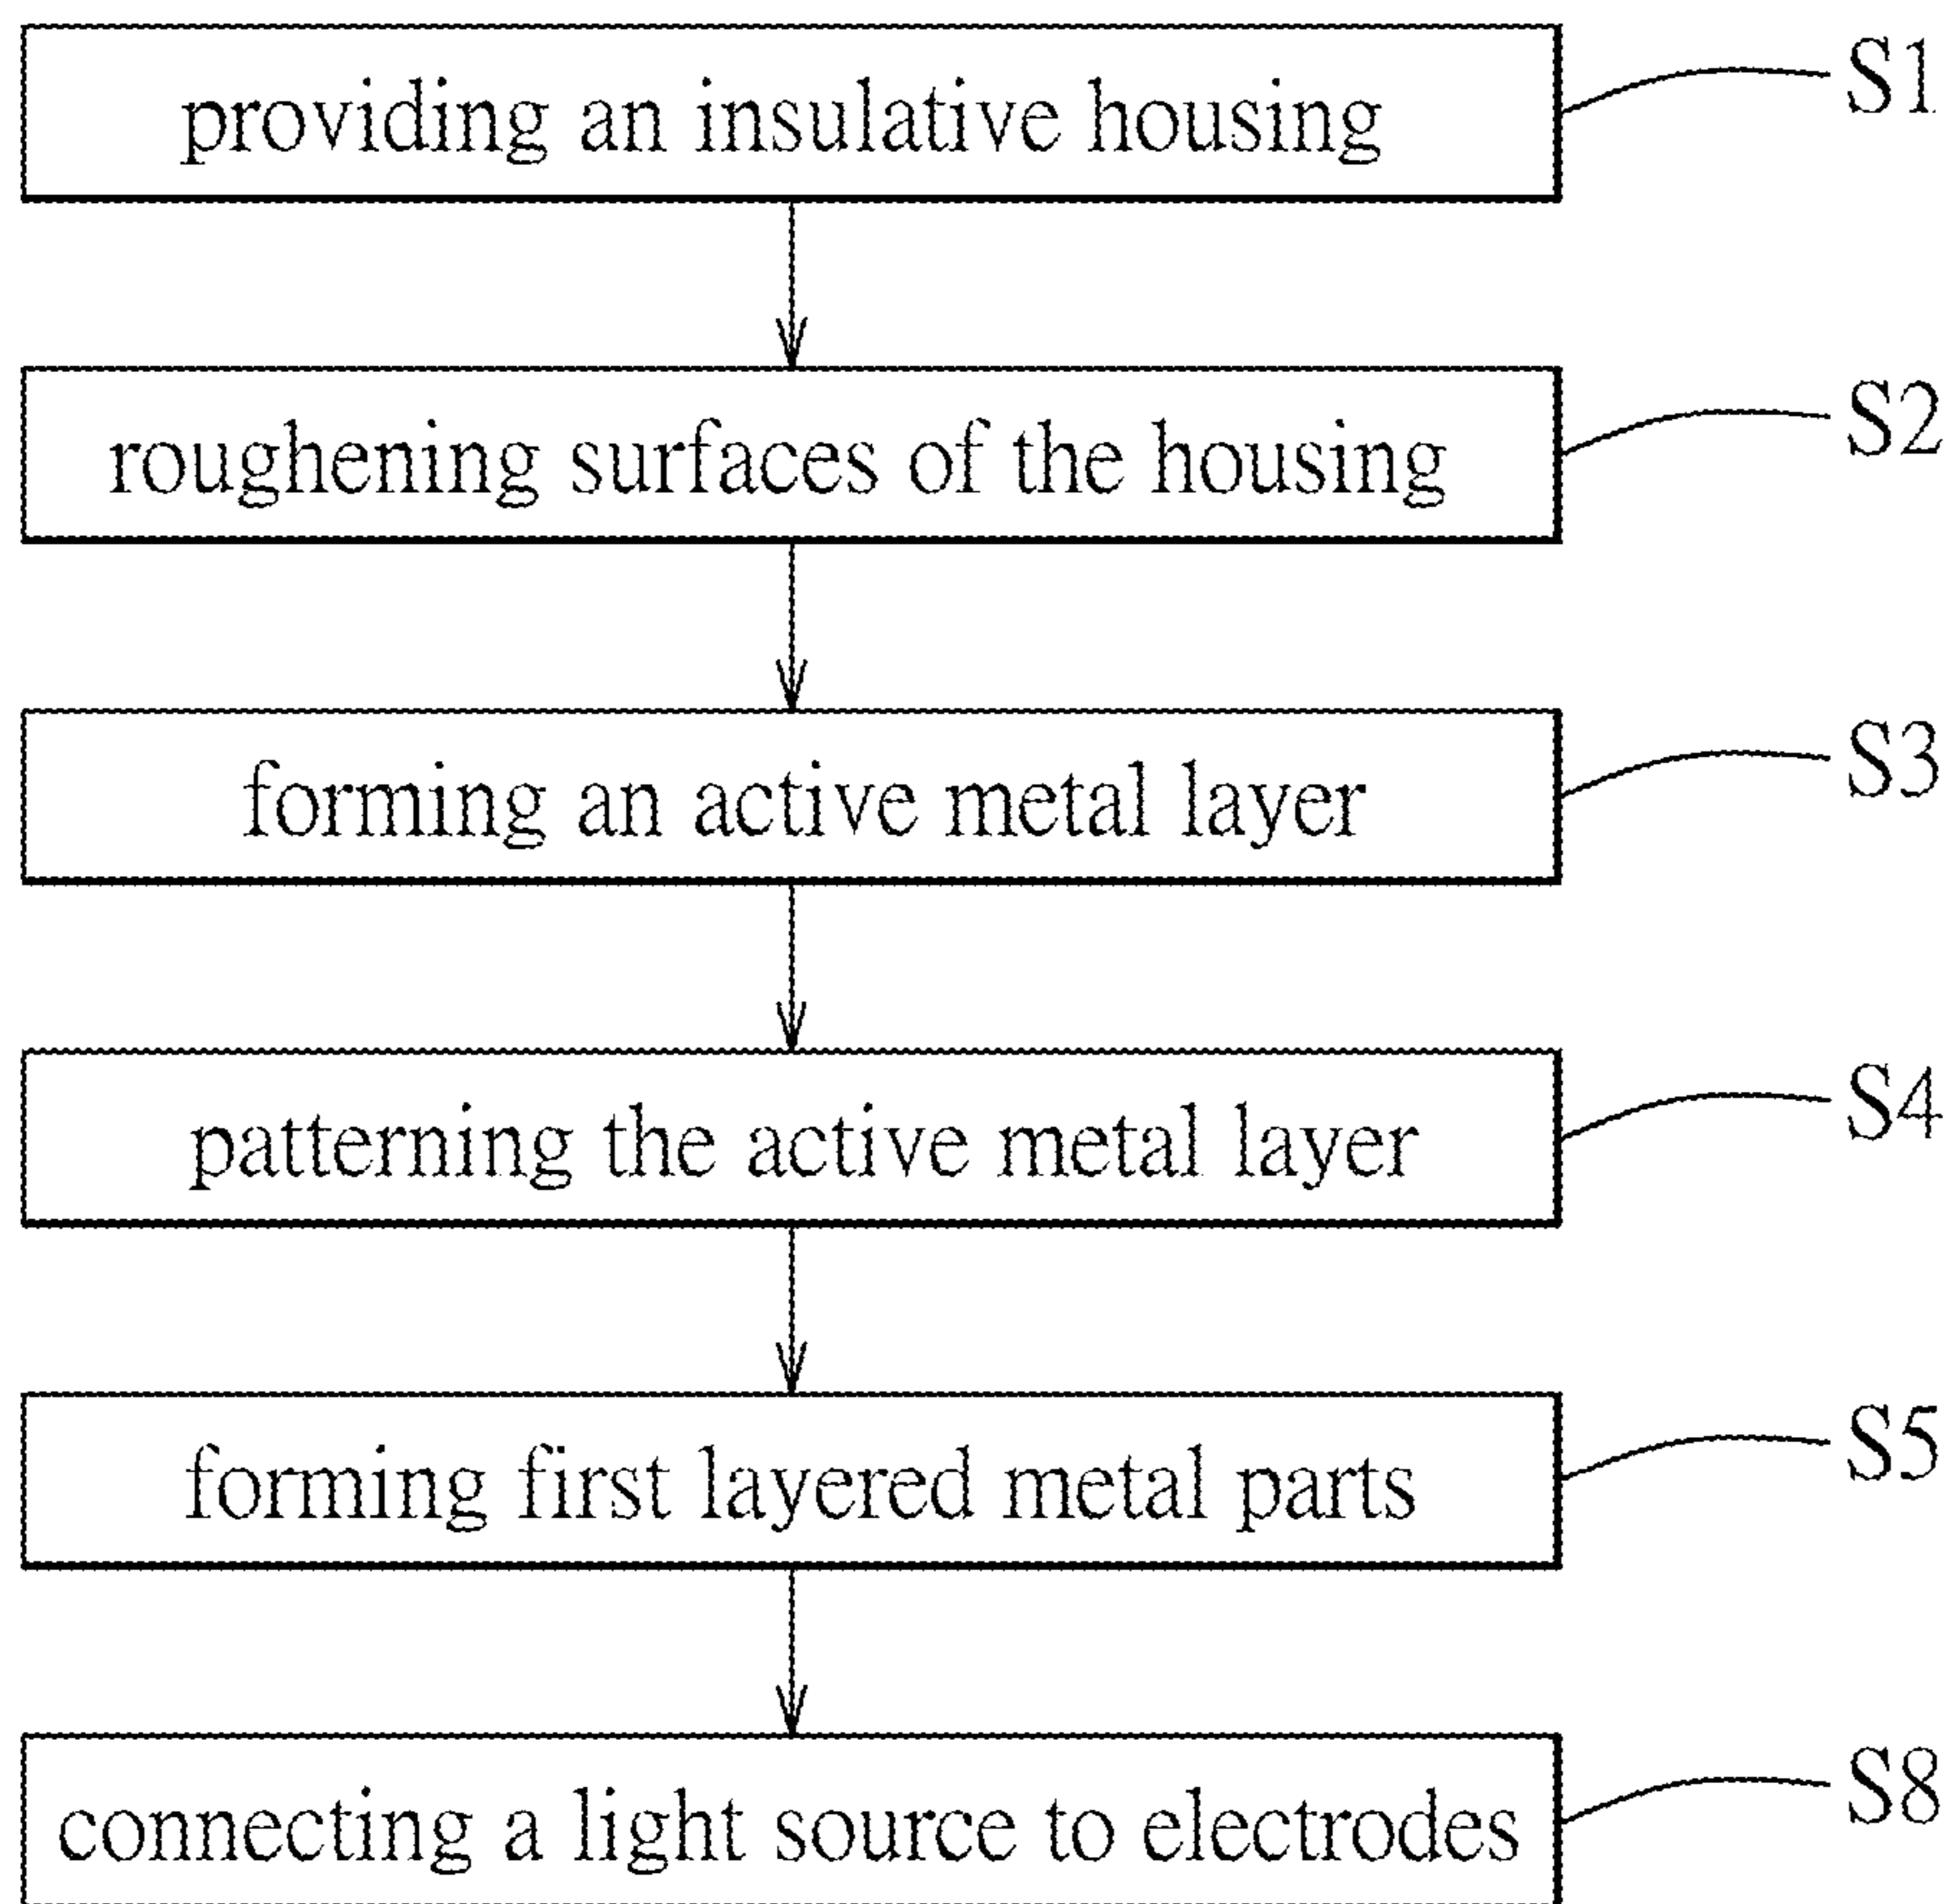 providing an insulative housing S1
roughening surfaces of the housing S2
forming an active metal layer S3
patterning the active metal layer S4
forming first layered metal parts S5
connecting a light source to electrodes S8